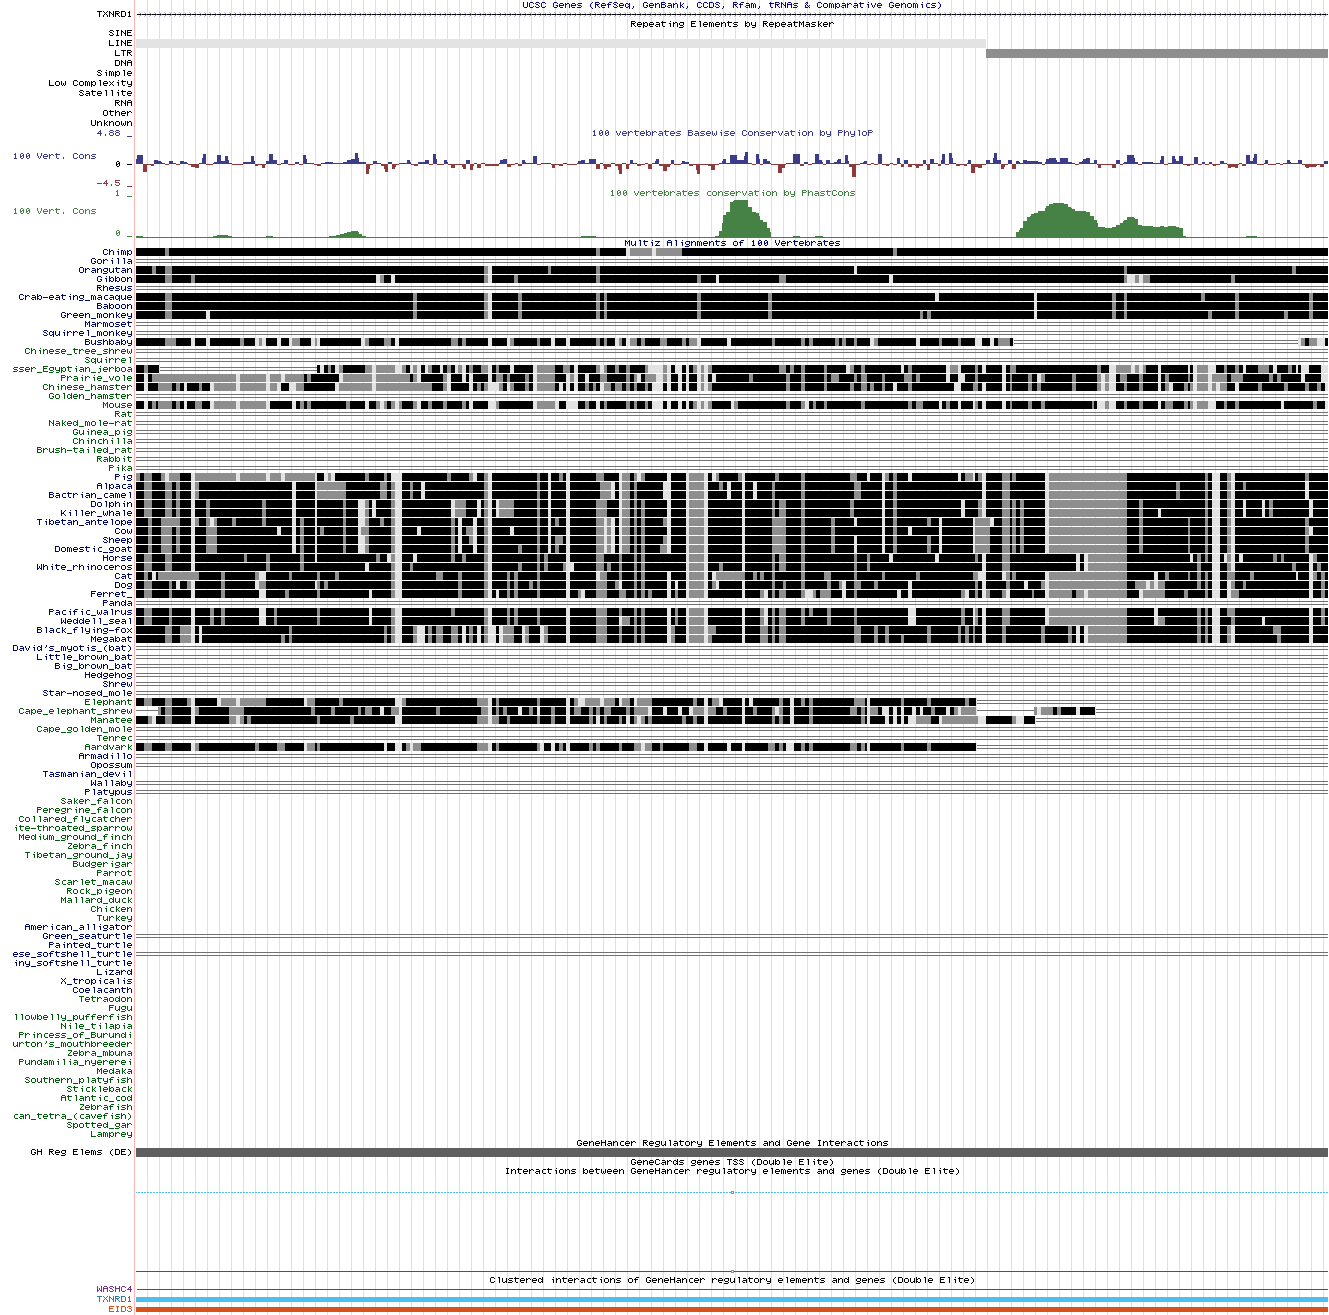 UCSC Genes (RefSeq, GenBank, CCDS, Rfam, tRNAs & Comparative Genomics)
TXNRD1
Repeating Elements by RepeatMasker
SINE
LINE
LTR
DNA
Simple
Low Complexity
Satellite
RNA
Other
Unknown
4.88 _
100 vertebrates Basewise Conservation by PhyloP
100 Vert. Cons
0 _
-4.5 _
1 _
100 vertebrates conservation by PhastCons
100 Vert. Cons
0 _
Multiz Alignments of 100 Vertebrates
Chimp
Gorilla
Orangutan
Gibbon
Rhesus
Crab-eating_macaque
Baboon
Green_monkey
Marmoset
Squirrel_monkey
Bushbaby
Chinese_tree_shrew
Squirrel
sser_Egyptian_jerboa
Prairie_vole
Chinese_hamster
Golden_hamster
Mouse
Rat
Naked_mole-rat
Guinea_pig
Chinchilla
Brush-tailed_rat
Rabbit
Pika
Pig
Alpaca
Bactrian_camel
Dolphin
Killer_whale
Tibetan_antelope
Cow
Sheep
Domestic_goat
Horse
White_rhinoceros
Cat
Dog
Ferret_
Panda
Pacific_walrus
Weddell_seal
Black_flying-fox
Megabat
David's_myotis_(bat)
Little_brown_bat
Big_brown_bat
Hedgehog
Shrew
Star-nosed_mole
Elephant
Cape_elephant_shrew
Manatee
Cape_golden_mole
Tenrec
Aardvark
Armadillo
Opossum
Tasmanian_devil
Wallaby
Platypus
Saker_falcon
Peregrine_falcon
Collared_flycatcher
ite-throated_sparrow
Medium_ground_finch
Zebra_finch
Tibetan_ground_jay
Budgerigar
Parrot
Scarlet_macaw
Rock_pigeon
Mallard_duck
Chicken
Turkey
American_alligator
Green_seaturtle
Painted_turtle
ese_softshell_turtle
iny_softshell_turtle
Lizard
X_tropicalis
Coelacanth
Tetraodon
Fugu
llowbelly_pufferfish
Nile_tilapia
Princess_of_Burundi
urton's_mouthbreeder
Zebra_mbuna
Pundamilia_nyererei
Medaka
Southern_platyfish
Stickleback
Atlantic_cod
Zebrafish
can_tetra_(cavefish)
Spotted_gar
Lamprey
GeneHancer Regulatory Elements and Gene Interactions
GH Reg Elems (DE)
GeneCards genes TSS (Double Elite)
Interactions between GeneHancer regulatory elements and genes (Double Elite)
Clustered interactions of GeneHancer regulatory elements and genes (Double Elite)
WASHC4
TXNRD1
EID3